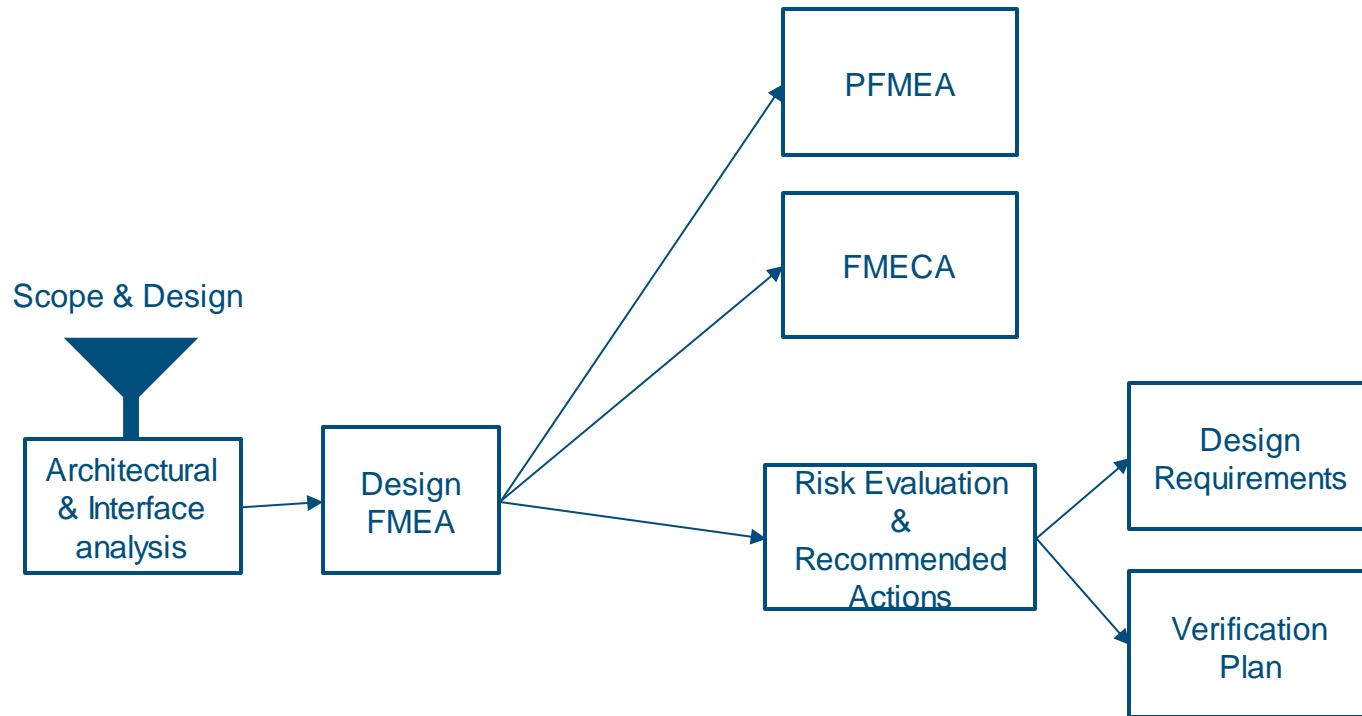 PFMEA
FMECA
Scope & Design
Architectural
& Interface
analysis
Design
FMEA
Risk Evaluation
&
Recommended
Actions
Design
Requirements
Verification
Plan